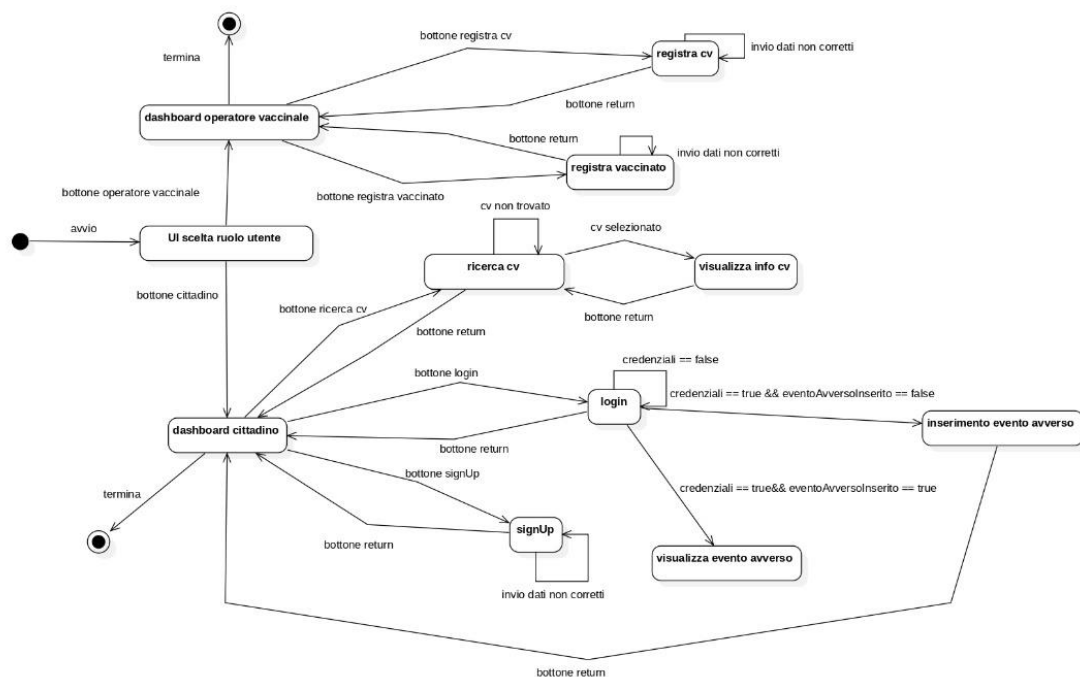 bottone registra cv
registra cv
invio dati non corretti
termina
bottone return
dashboard operatore vaccinale
bottone return
invio dati non corretti
registra vaccinato
bottone operatore vaccinale
bottone registra vaccinato
cv non trovato
avvio
UI scelta ruolo utente
cv selezionato
ricerca cv
visualizza info cv
bottone cittadino
bottone ricerca cv
bottone return
bottone return
credenziali == false
bottone login
credenziali == true && eventoAvversoInserito == false
login
inserimento evento avverso
dashboard cittadino
bottone return
bottone signUp
termina
credenziali == true&& eventoAvversoInserito == true
signUp
bottone return
visualizza evento avverso
invio dati non corretti
bottone return